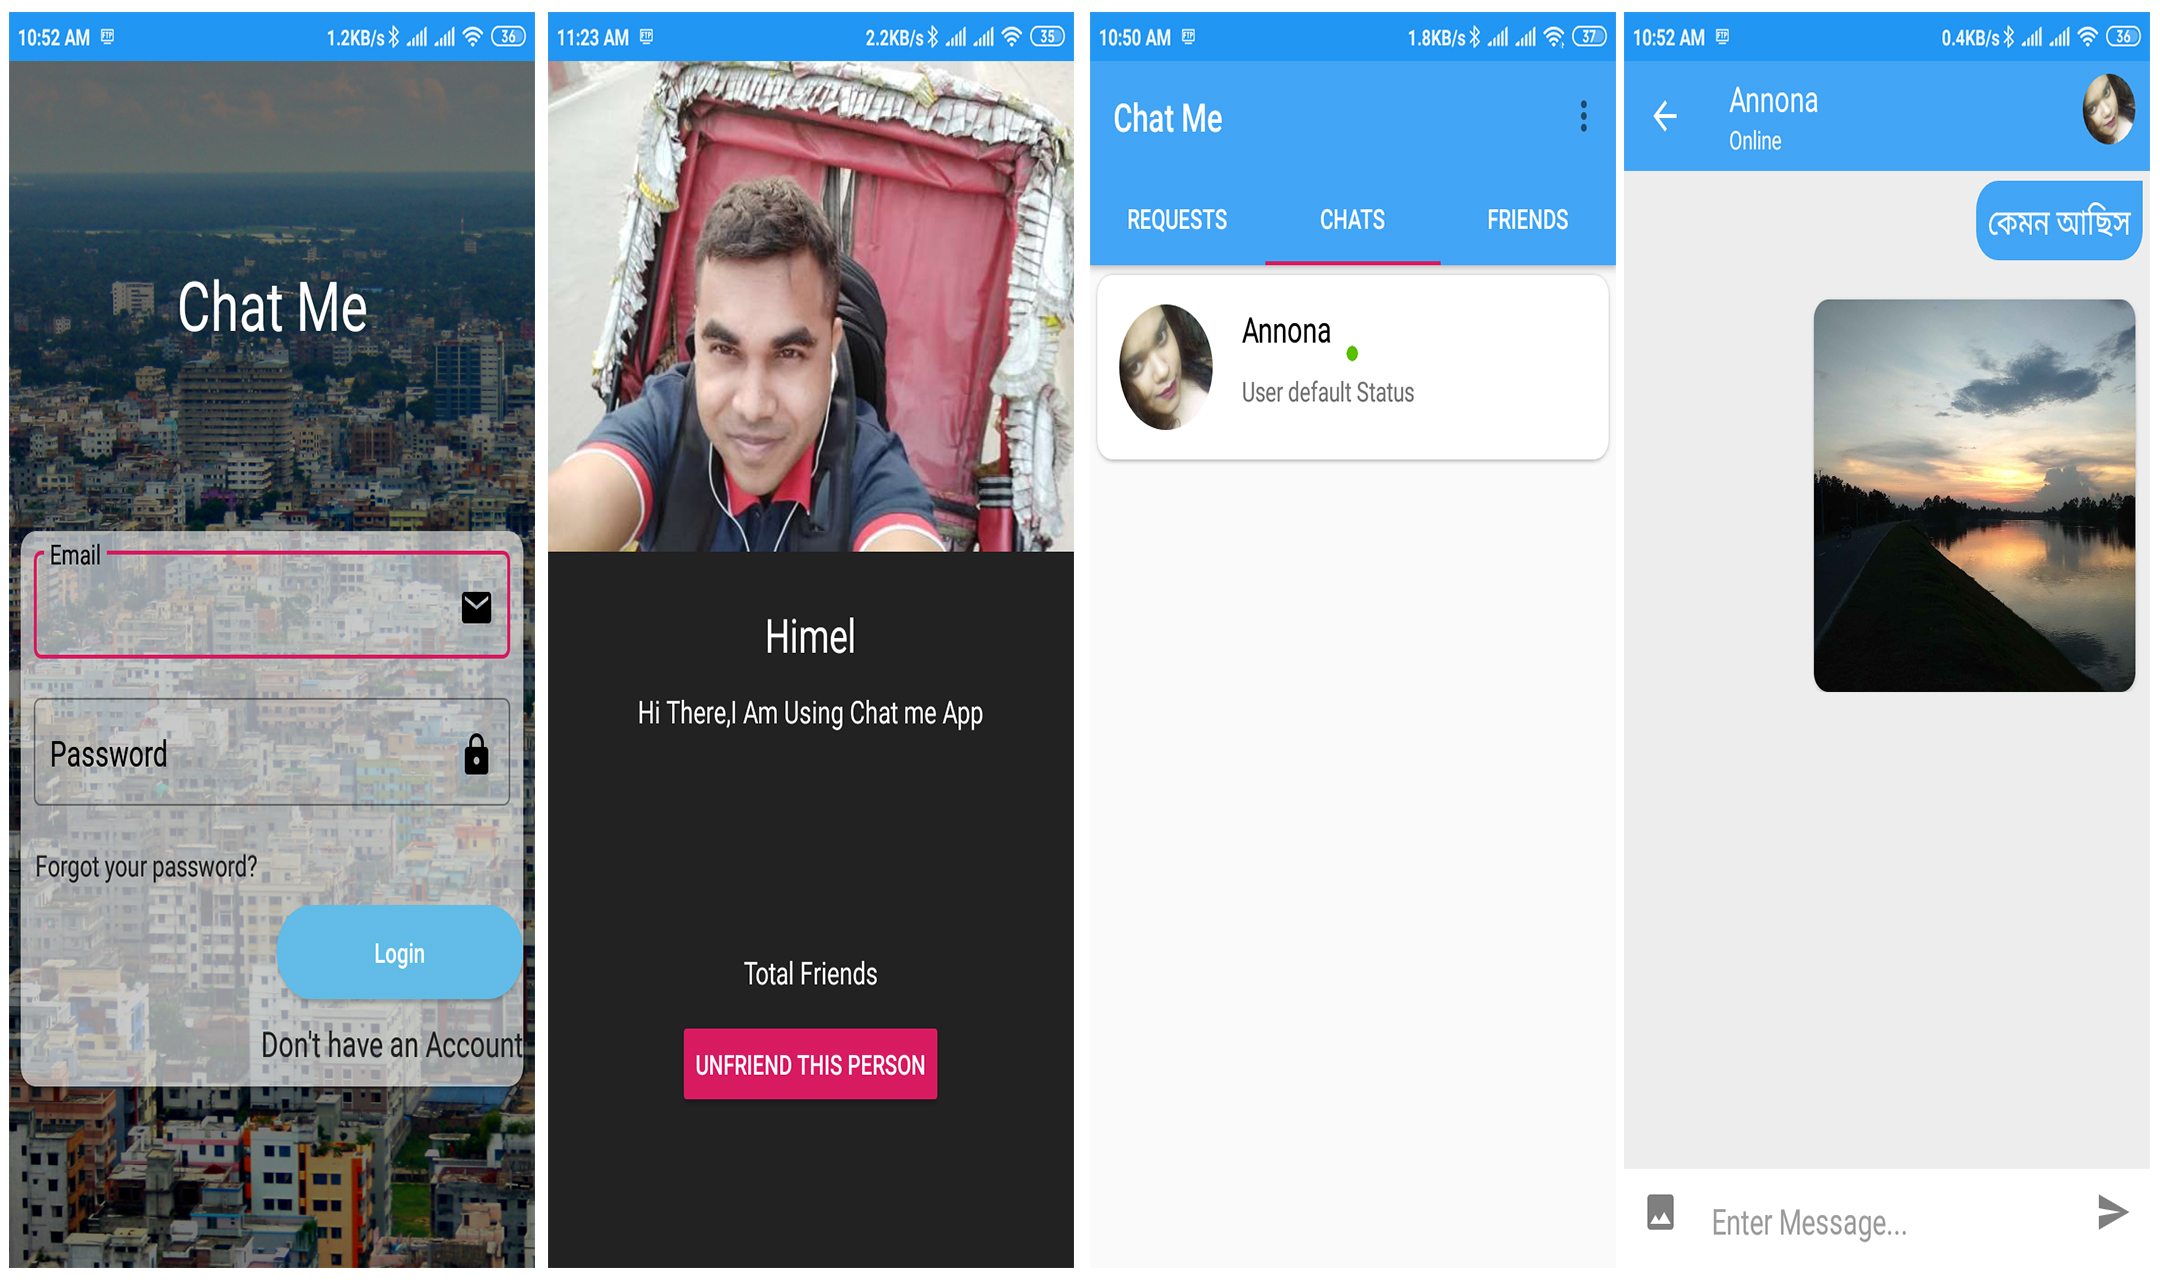 10:52 AM
1.2KB/s
36
Chat Me
Email
Password
Forgot your password?
Login
Don't have an Account
11:23 AM
2.2KB/s
35
Himel
Hi There,I Am Using Chat me App
Total Friends
UNFRIEND THIS PERSON
10:50 AM
1.8KB/s
37
Chat Me
REQUESTS CHATS FRIENDS
Annona
User default Status
10:52 AM
0.4KB/s
36
Annona
Online
কেমন আছিস
Enter Message...